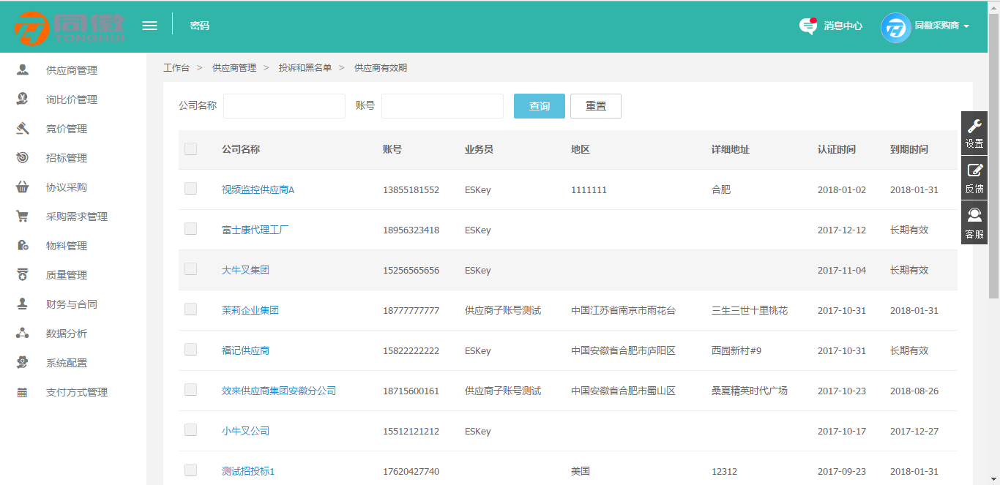 同徽
TONGHUI
密码
消息中心
同徽采购商
供应商管理
询比价管理
竞价管理
招标管理
协议采购
采购需求管理
物料管理
质量管理
财务与合同
数据分析
系统配置
支付方式管理
工作台 > 供应商管理 > 投诉和黑名单 > 供应商有效期
公司名称 账号 查询 重置
公司名称 账号 业务员 地区 详细地址 认证时间 到期时间
视频监控供应商A 13855181552 ESKey 1111111 合肥 2018-01-02 2018-01-31
富士康代理工厂 18956323418 ESKey 2017-12-12 长期有效
大牛叉集团 15256565656 ESKey 2017-11-04 长期有效
茉莉企业集团 18777777777 供应商子账号测试 中国江苏省南京市雨花台 三生三世十里桃花 2017-10-31 2018-01-31
福记供应商 15822222222 ESKey 中国安徽省合肥市庐阳区 西园新村#9 2017-10-31 长期有效
效来供应商集团安徽分公司 18715600161 供应商子账号测试 中国安徽省合肥市蜀山区 桑夏精英时代广场 2017-10-23 2018-08-26
小牛叉公司 15512121212 ESKey 2017-10-17 2017-12-27
测试招投标1 17620427740 美国 12312 2017-09-23 2018-01-31
设置
反馈
客服